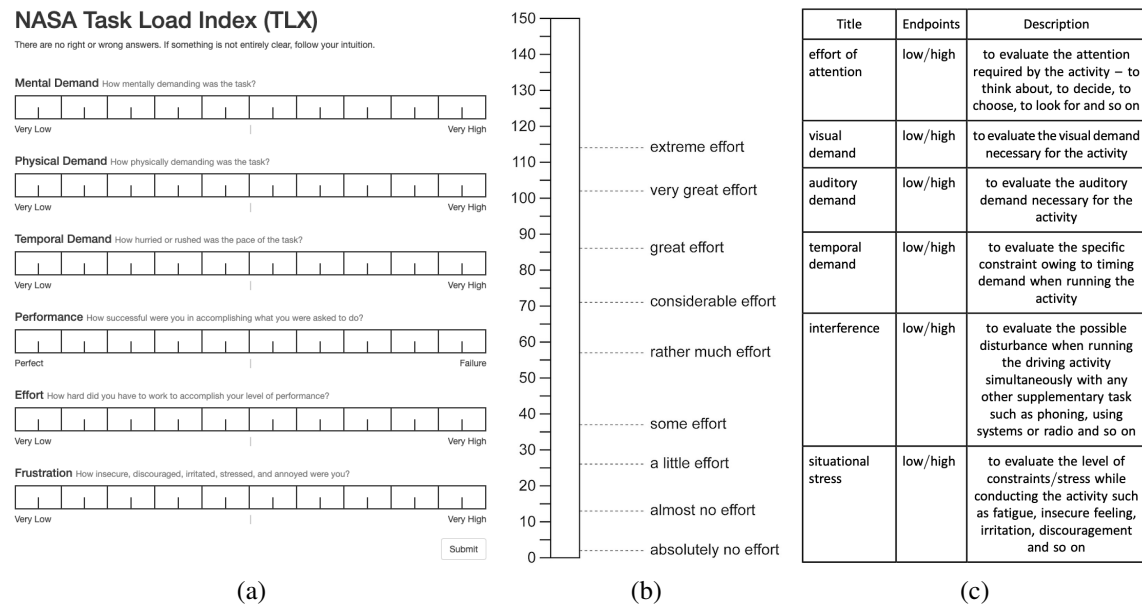 NASA Task Load Index (TLX)
There are no right or wrong answers. If something is not entirely clear, follow your intuition.
Mental Demand How mentally demanding was the task?
Very Low | Very High
Physical Demand How physically demanding was the task?
Very Low | Very High
Temporal Demand How hurried or rushed was the pace of the task?
Very Low | Very High
Performance How successful were you in accomplishing what you were asked to do?
Perfect | Failure
Effort How hard did you have to work to accomplish your level of performance?
Very Low | Very High
Frustration How insecure, discouraged, irritated, stressed, and annoyed were you?
Very Low | Very High
Submit
(a)
150
140
130
120
extreme effort
110
very great effort
100
90
great effort
80
considerable effort
70
60
rather much effort
50
40
some effort
30
a little effort
20
almost no effort
10
absolutely no effort
0
(b)
Title Endpoints Description
effort of low/high to evaluate the attention
attention required by the activity – to
think about, to decide, to
choose, to look for and so on
visual low/high to evaluate the visual demand
demand necessary for the activity
auditory low/high to evaluate the auditory
demand demand necessary for the
activity
temporal low/high to evaluate the specific
demand constraint owing to timing
demand when running the
activity
interference low/high to evaluate the possible
disturbance when running
the driving activity
simultaneously with any
other supplementary task
such as phoning, using
systems or radio and so on
situational low/high to evaluate the level of
stress constraints/stress while
conducting the activity such
as fatigue, insecure feeling,
irritation, discouragement
and so on
(c)